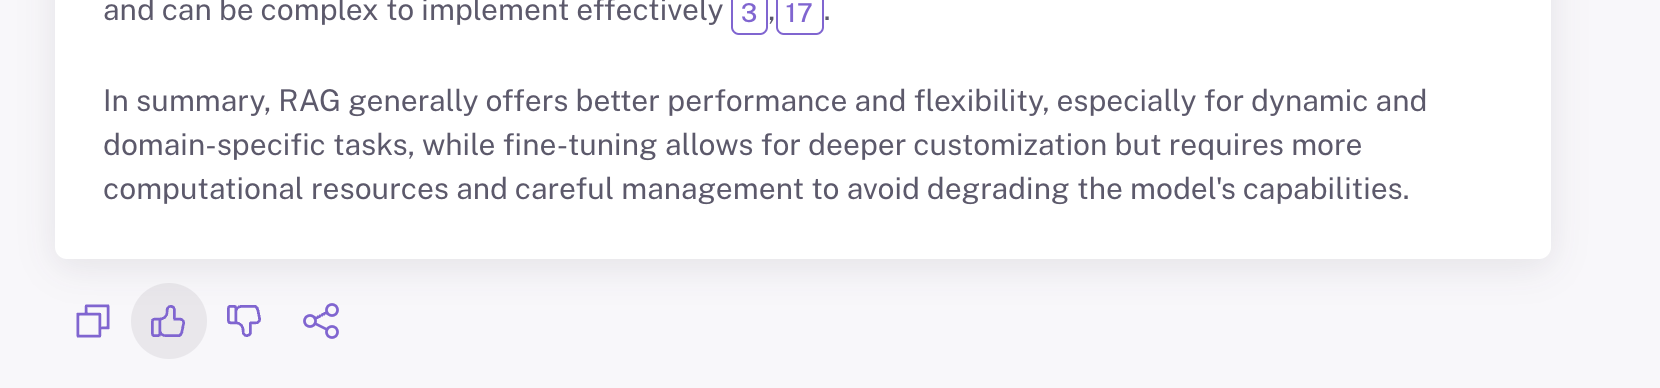 and can be complex to implement effectively 3,17.
In summary, RAG generally offers better performance and flexibility, especially for dynamic and
domain-specific tasks, while fine-tuning allows for deeper customization but requires more
computational resources and careful management to avoid degrading the model's capabilities.